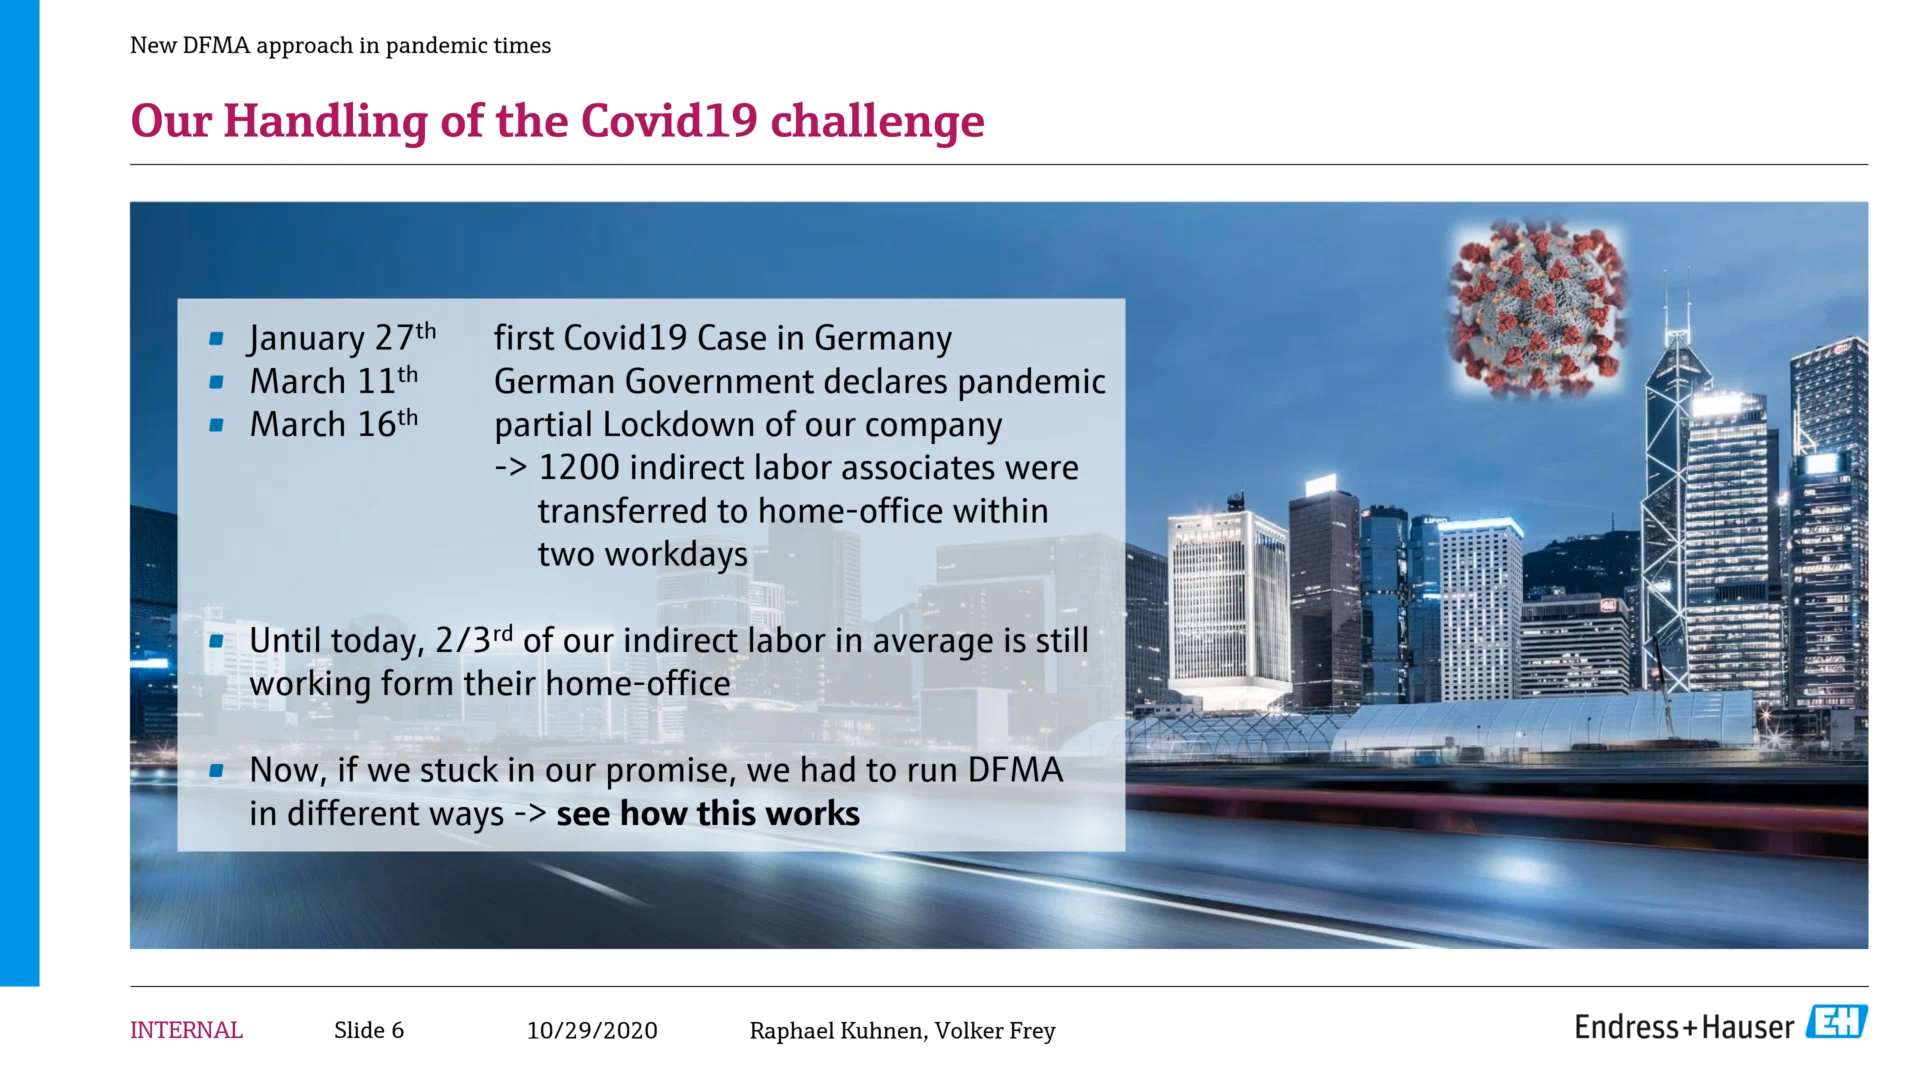 New DFMA approach in pandemic times
Our Handling of the Covid19 challenge
January 27th first Covid19 Case in Germany
March 11th German Government declares pandemic
March 16th partial Lockdown of our company
-> 1200 indirect labor associates were
transferred to home-office within
two workdays
Until today, 2/3rd of our indirect labor in average is still
working form their home-office
Now, if we stuck in our promise, we had to run DFMA
in different ways -> see how this works
INTERNAL Slide 6 10/29/2020 Raphael Kuhnen, Volker Frey Endress+Hauser EH